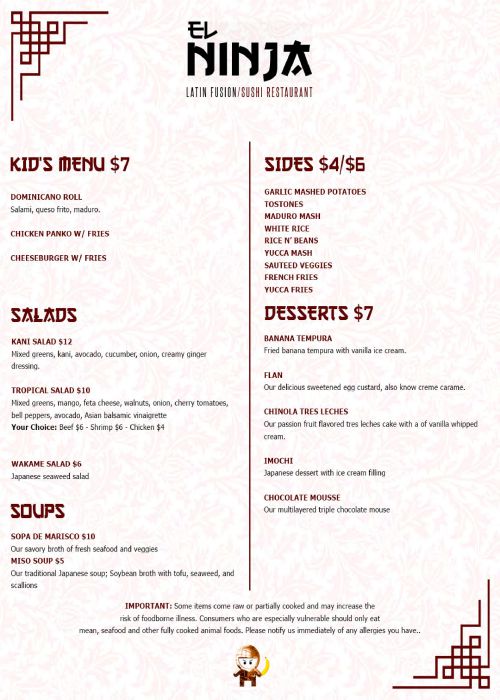 EL
NINJA
LATIN FUSION/SUSHI RESTAURANT
KID'S MENU $7
DOMINICANO ROLL
Salami, queso frito, maduro.
CHICKEN PANKO W/ FRIES
CHEESEBURGER W/ FRIES
SALADS
KANI SALAD $12
Mixed greens, kani, avocado, cucumber, onion, creamy ginger
dressing.
TROPICAL SALAD $10
Mixed greens, mango, feta cheese, walnuts, onion, cherry tomatoes,
bell peppers, avocado, Asian balsamic vinaigrette
Your Choice: Beef $6 - Shrimp $6 - Chicken $4
WAKAME SALAD $6
Japanese seaweed salad
SOUPS
SOPA DE MARISCO $10
Our savory broth of fresh seafood and veggies
MISO SOUP $5
Our traditional Japanese soup; Soybean broth with tofu, seaweed, and
scallions
SIDES $4/$6
GARLIC MASHED POTATOES
TOSTONES
MADURO MASH
WHITE RICE
RICE N' BEANS
YUCCA MASH
SAUTEED VEGGIES
FRENCH FRIES
YUCCA FRIES
DESSERTS $7
BANANA TEMPURA
Fried banana tempura with vanilla ice cream.
FLAN
Our delicious sweetened egg custard, also know creme carame.
CHINOLA TRES LECHES
Our passion fruit flavored tres leches cake with a of vanilla whipped
cream.
IMOCHI
Japanese dessert with ice cream filling
CHOCOLATE MOUSSE
Our multilayered triple chocolate mouse
IMPORTANT: Some items come raw or partially cooked and may increase the
risk of foodborne illness. Consumers who are especially vulnerable should only eat
mean, seafood and other fully cooked animal foods. Please notify us immediately of any allergies you have..